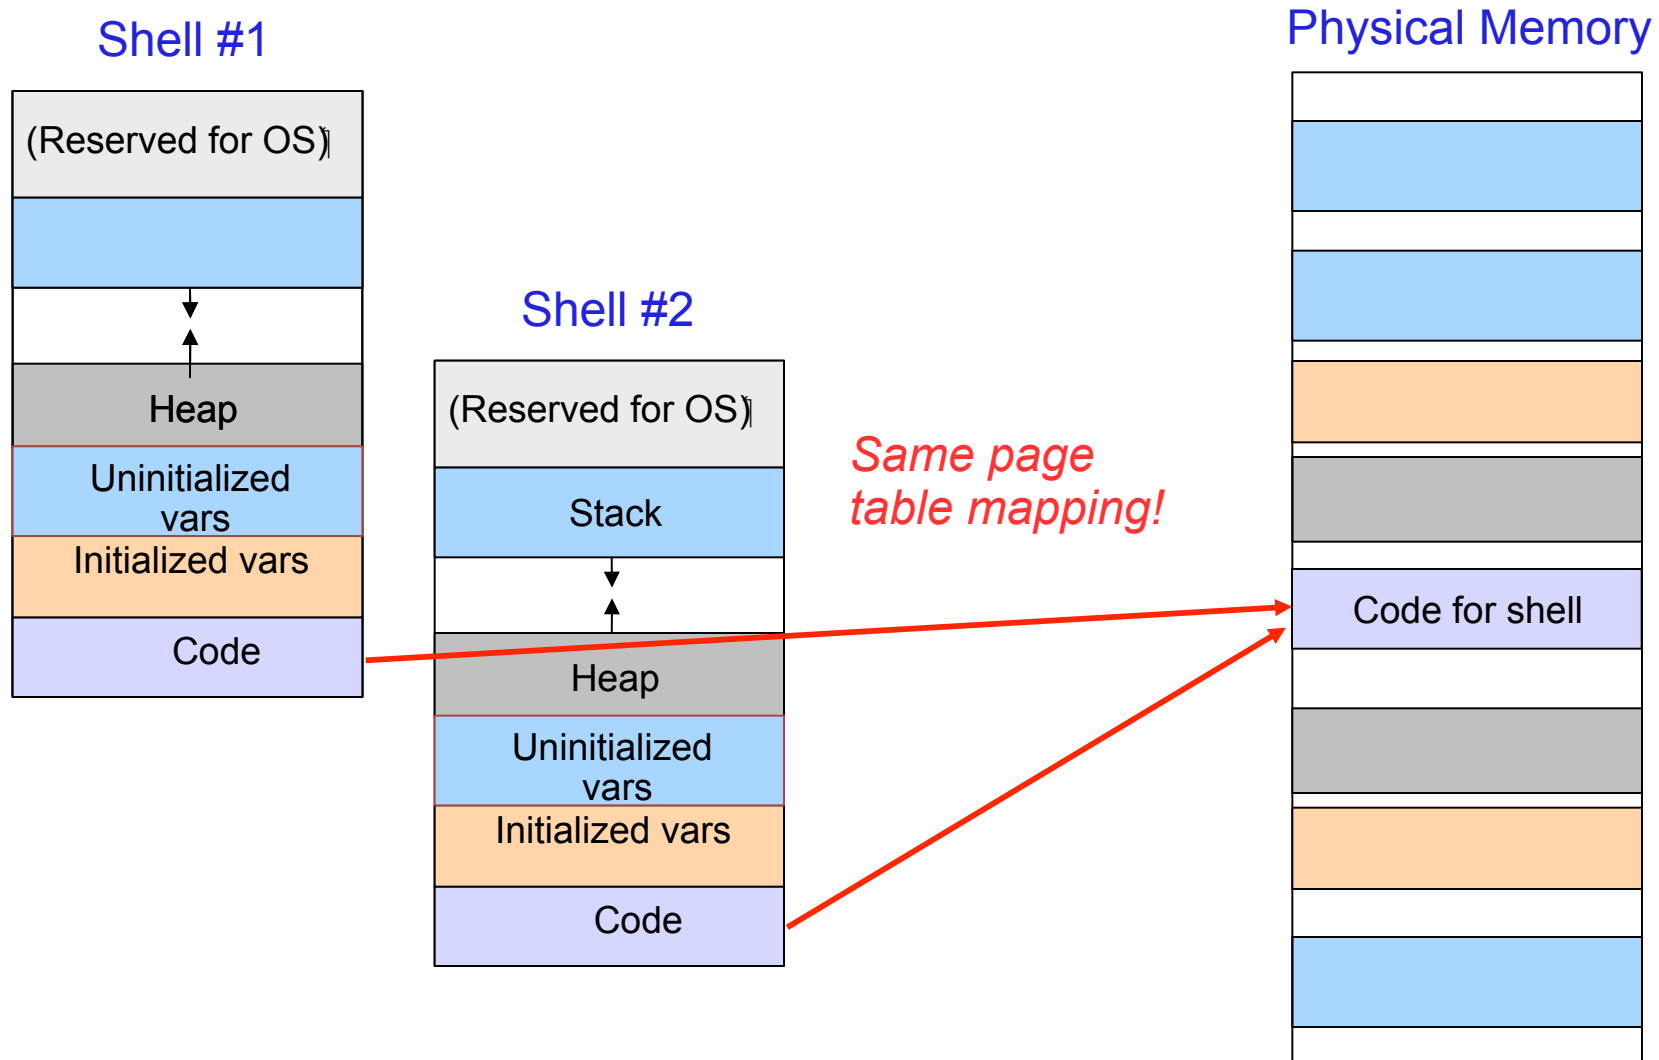 Shell #1
(Reserved for OS)
Heap
Uninitialized
vars
Initialized vars
Code
Shell #2
(Reserved for OS)
Stack
Heap
Uninitialized
vars
Initialized vars
Code
Same page
table mapping!
Physical Memory
Code for shell